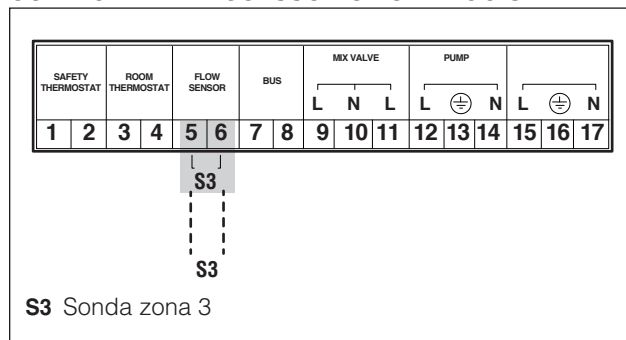 MIX VALVE PUMP
SAFETY THERMOSTAT ROOM THERMOSTAT FLOW SENSOR BUS
L N L L N L N
1 2 3 4 5 6 7 8 9 10 11 12 13 14 15 16 17
S3
S3
S3 Sonda zona 3